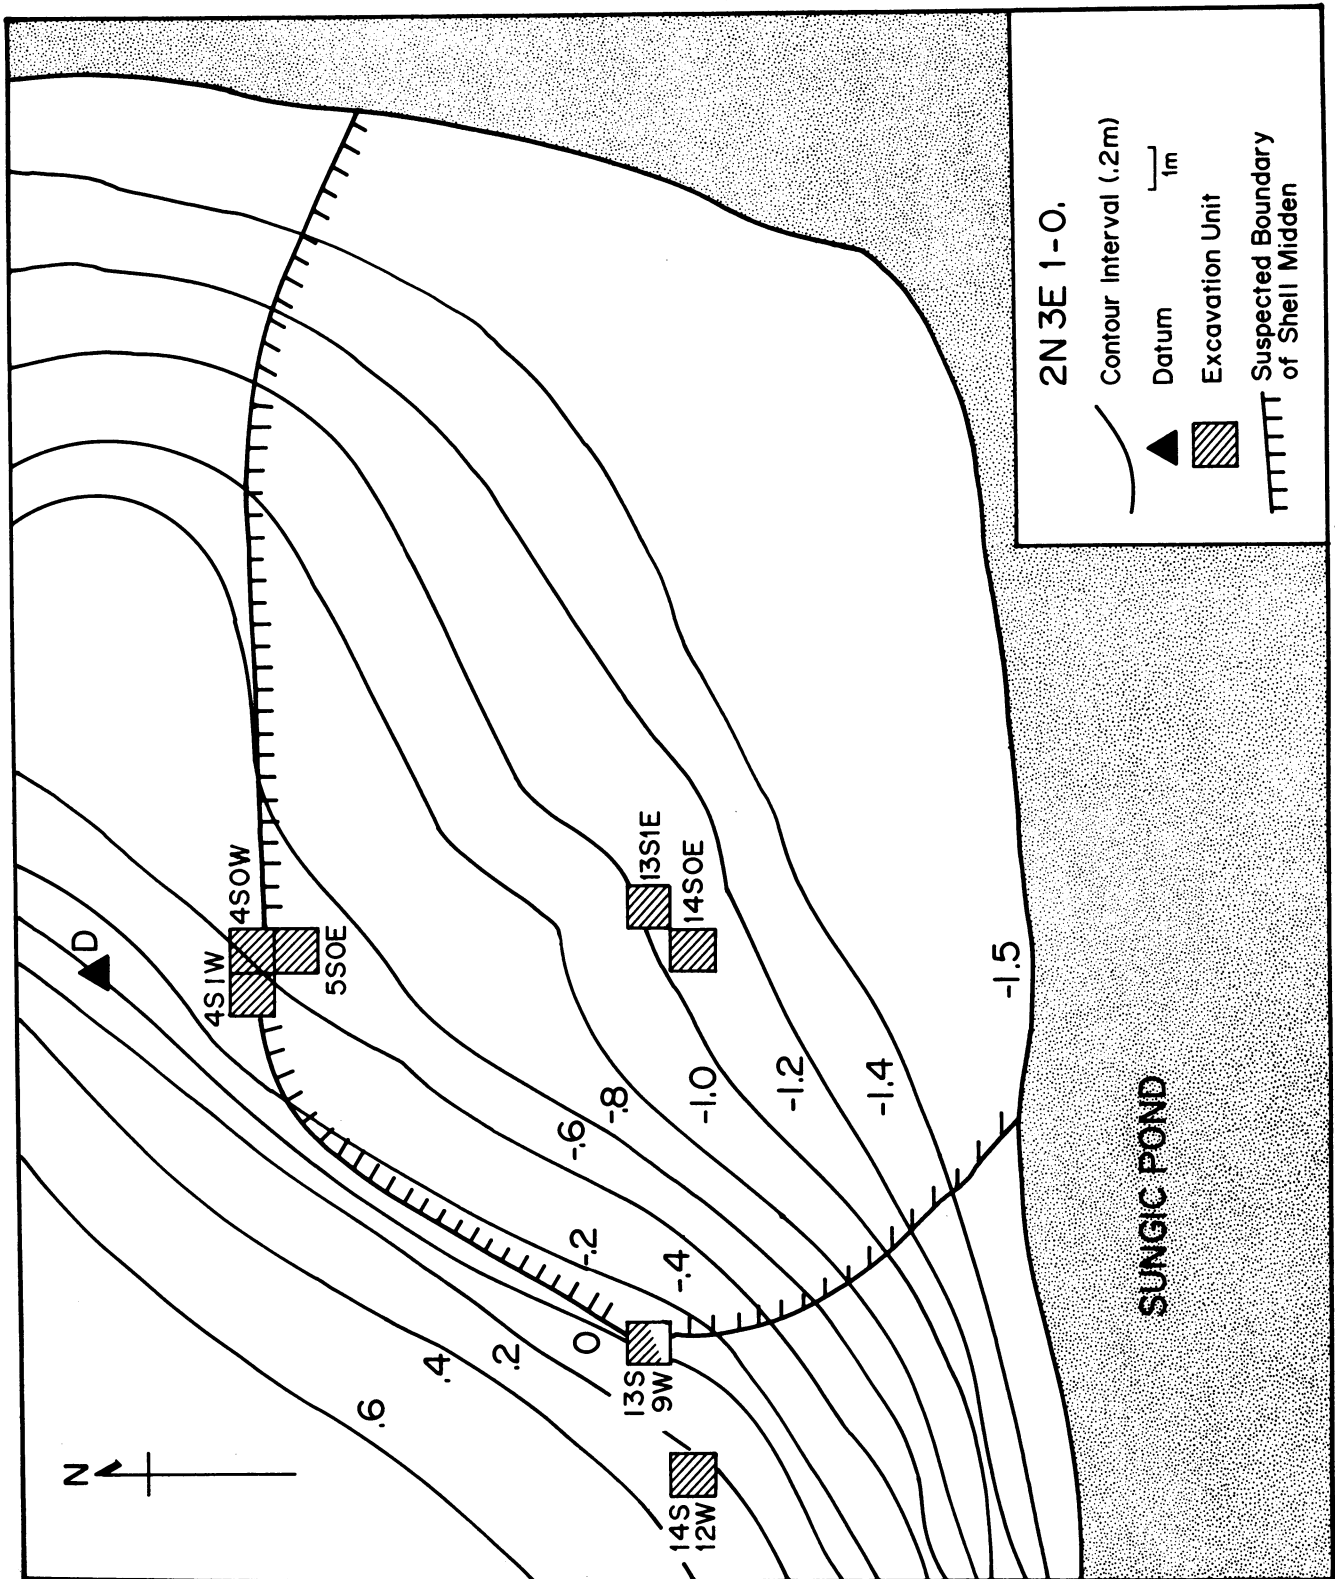 N
D
4S1W
4S0W
5S0E
13S1E
14S0E
13S
9W
14S
12W
.6
.4
.2
0
-.2
-.4
-.6
-.8
-1.0
-1.2
-1.4
-1.5
SUNGIC POND
2N 3E 1-0.
Contour Interval (.2m)
Datum
1m
Excavation Unit
Suspected Boundary
of Shell Midden